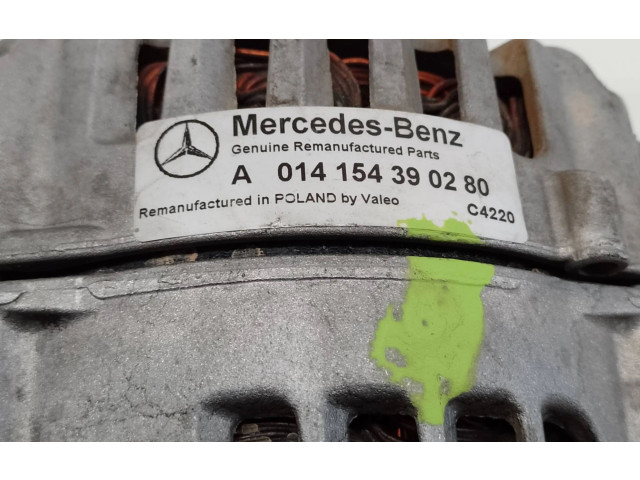 Mercedes-Benz
Genuine Remanufactured Parts
A 014 154 39 02 80
Remanufactured in POLAND by Valeo C4220